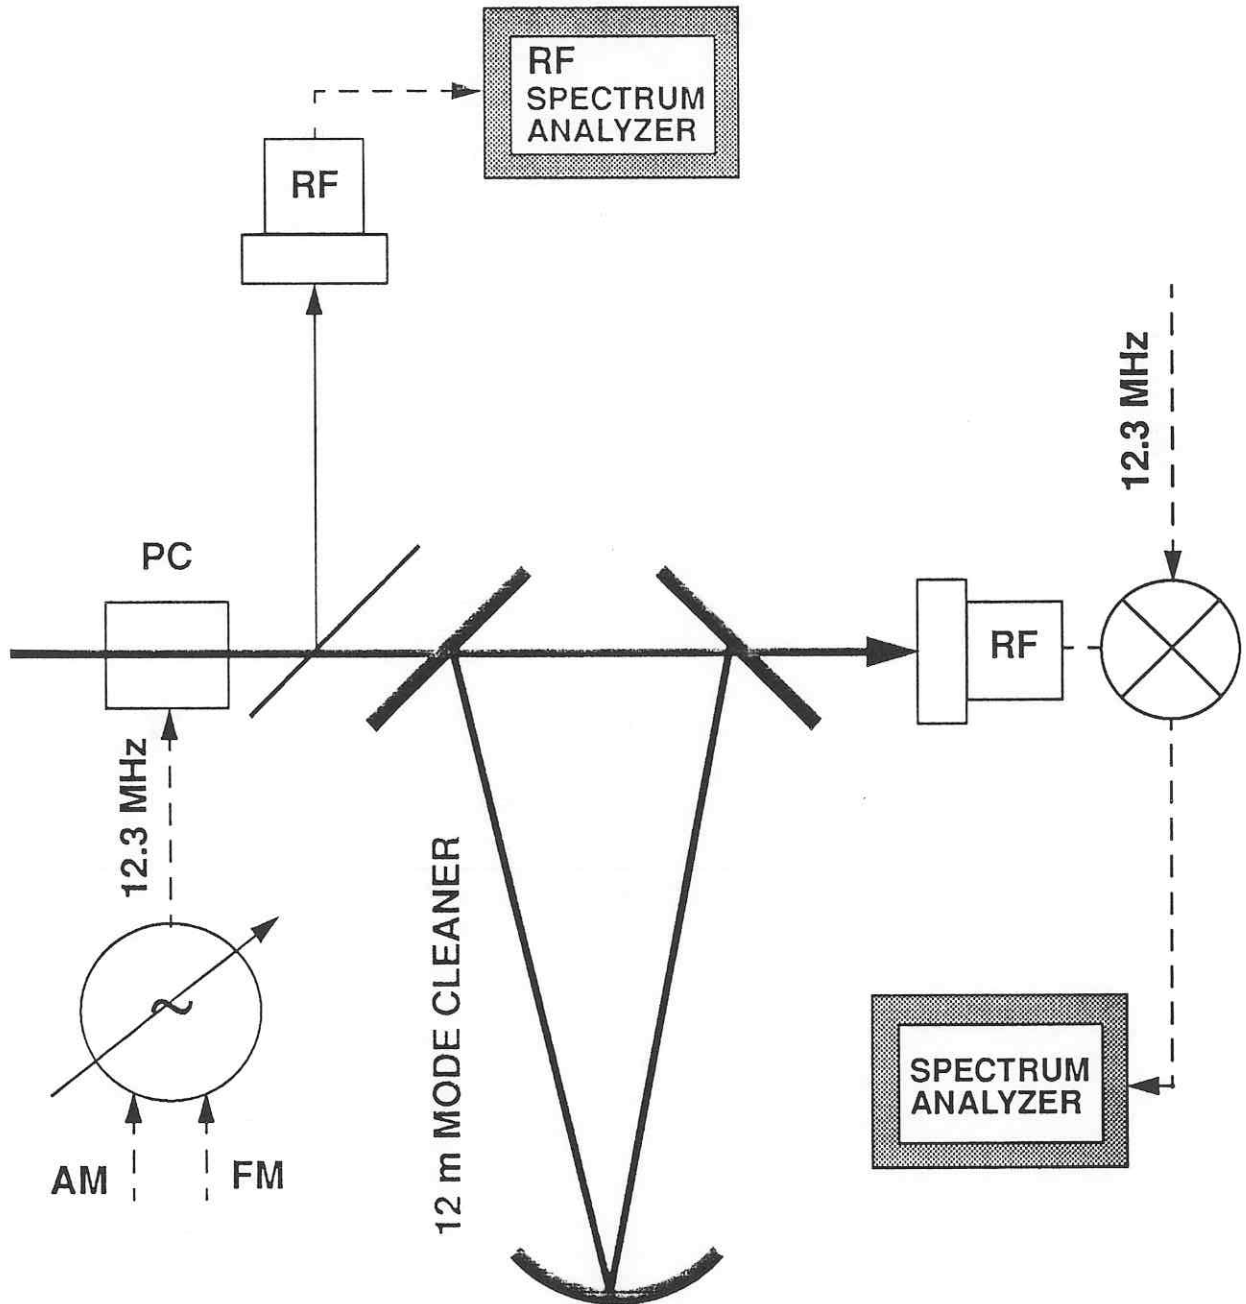 RF
SPECTRUM
ANALYZER
RF
12.3 MHz
PC
RF
12.3 MHz
12 m MODE CLEANER
~
SPECTRUM
ANALYZER
AM
FM